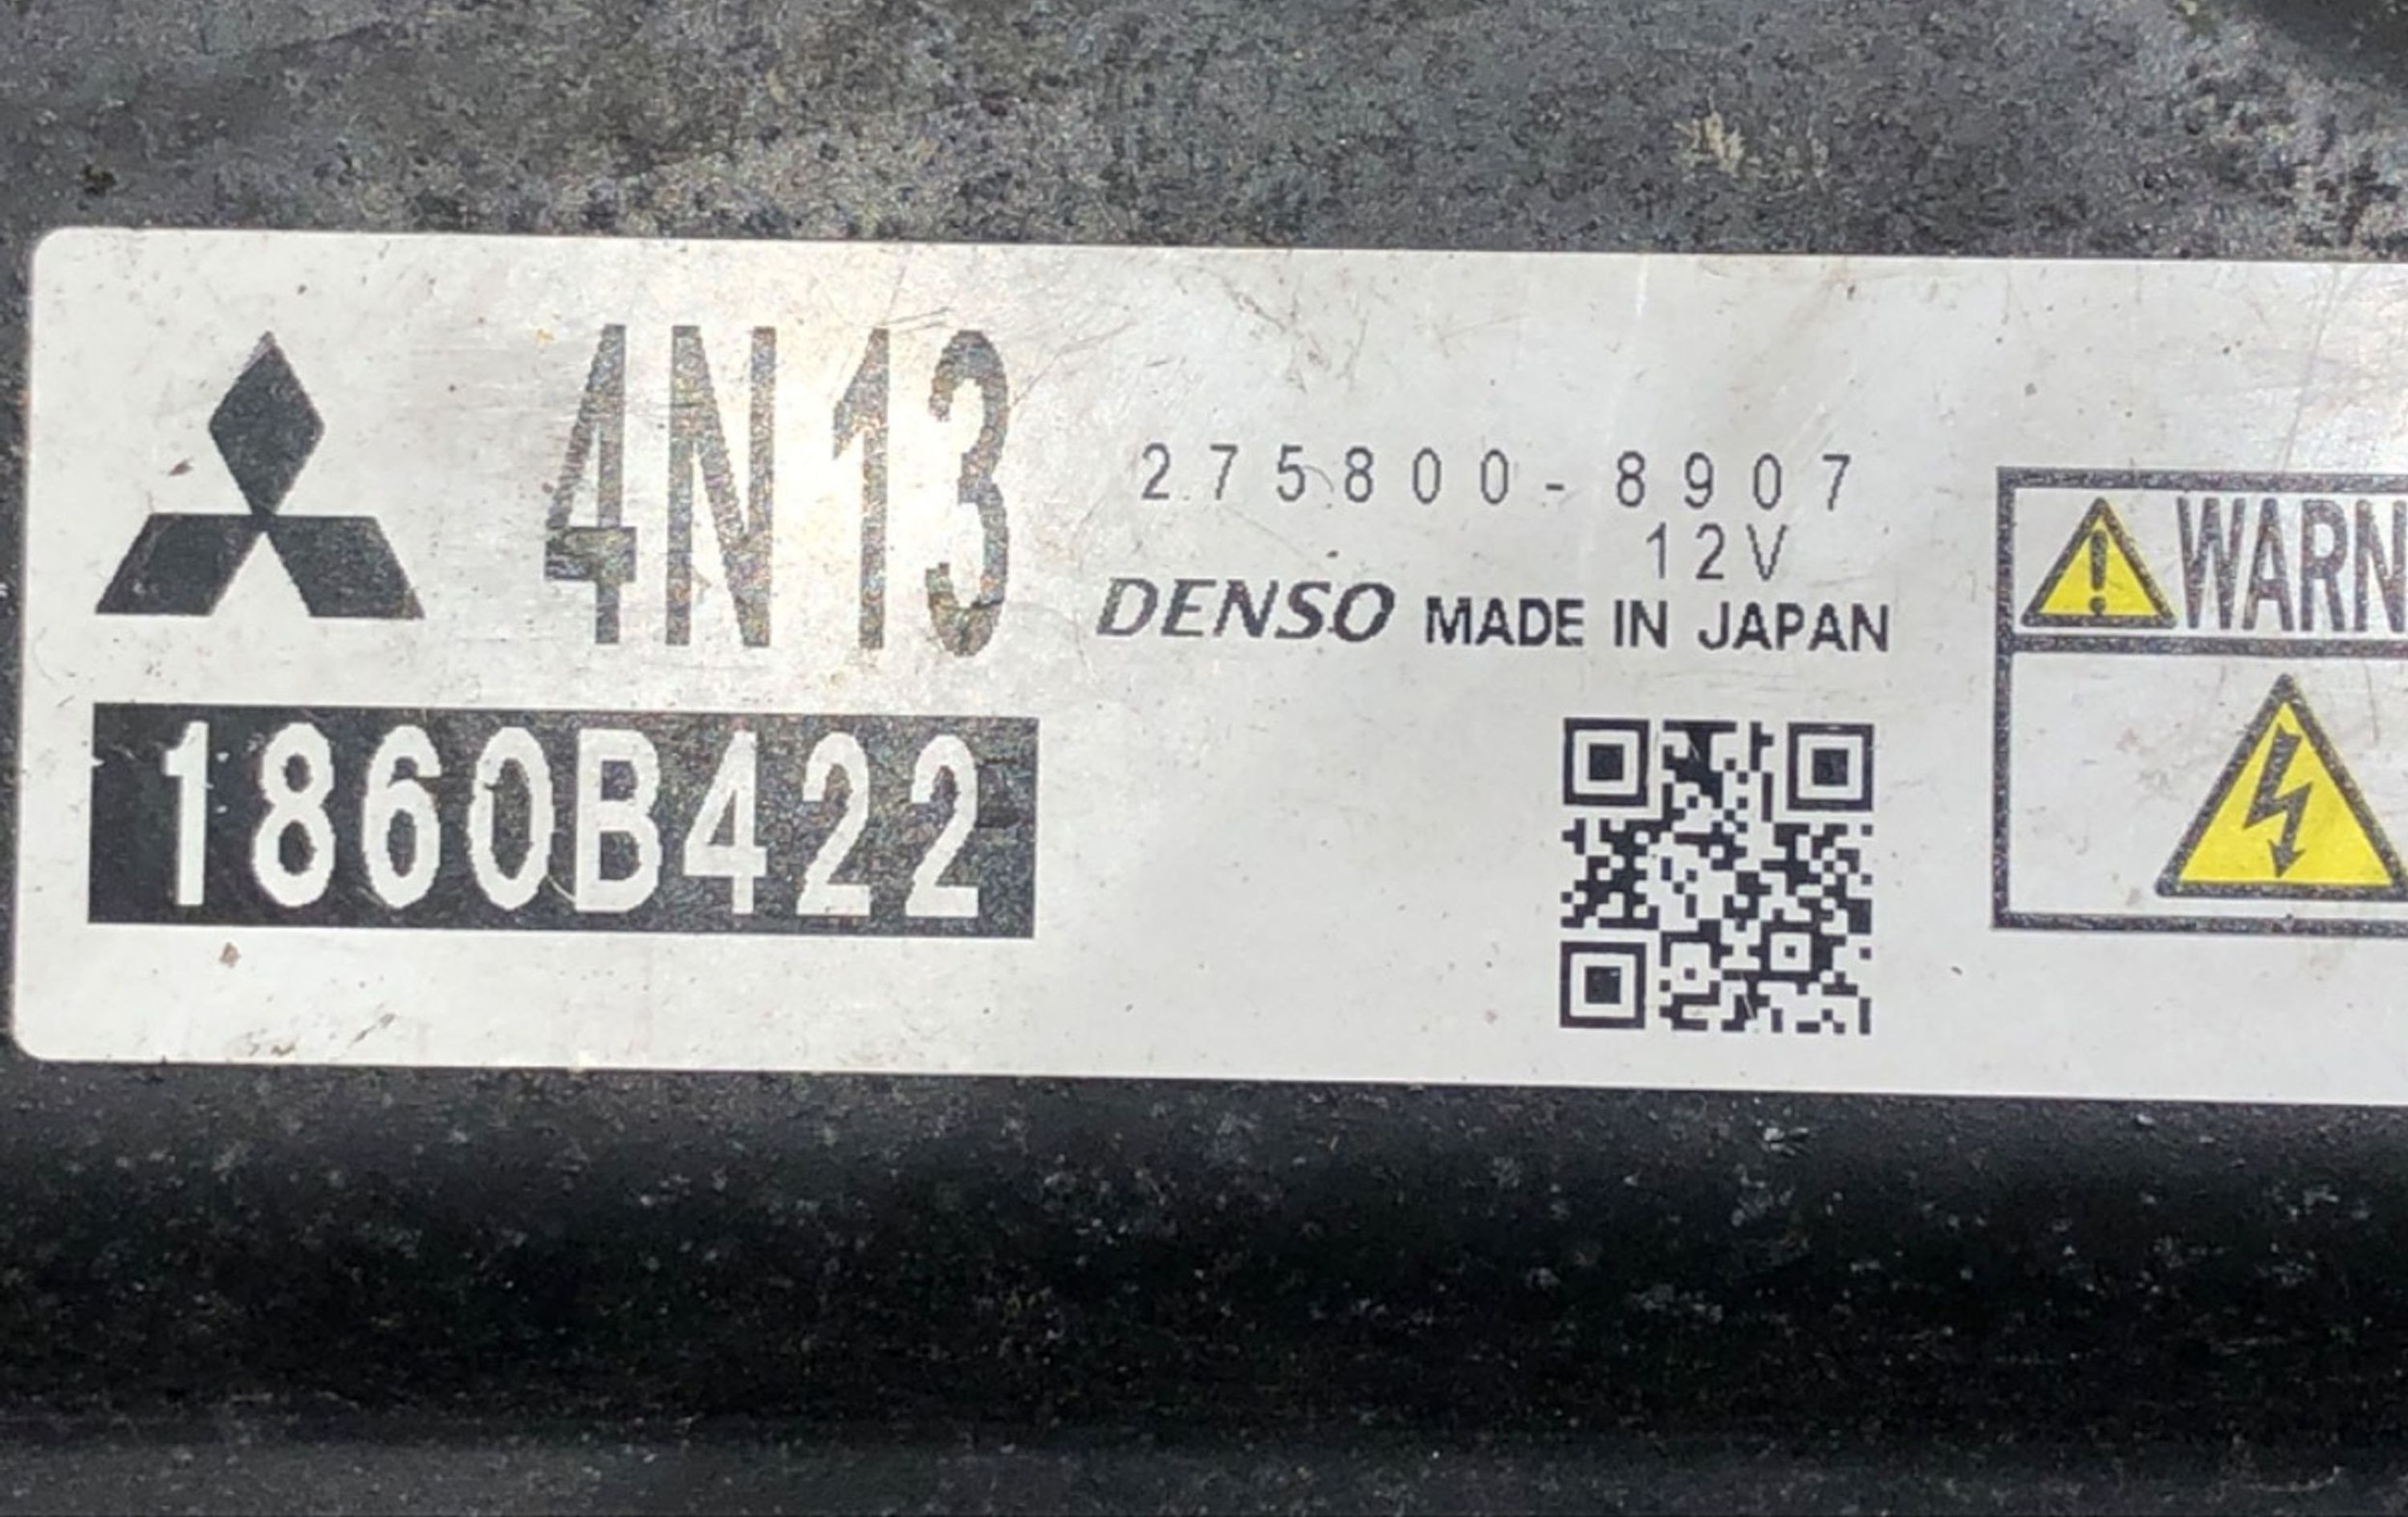 4N13
275800-8907
12V
DENSO MADE IN JAPAN
WARN
1860B422